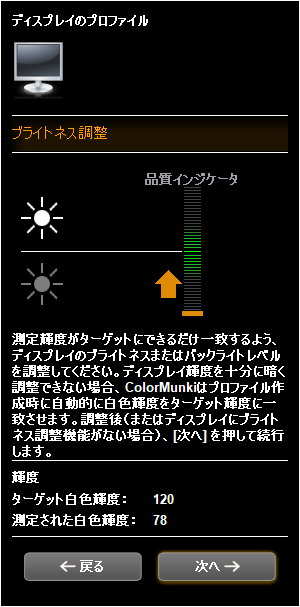 ディスプレイのプロファイル
ブライトネス調整
品質インジケータ
測定輝度がターゲットにできるだけ一致するよう、
ディスプレイのブライトネスまたはバックライトレベル
を調整してください。ディスプレイ輝度を十分に暗く
調整できない場合、ColorMunkiはプロファイル作
成時に自動的に白色輝度をターゲット輝度に一
致させます。調整後（またはディスプレイにブライト
ネス調整機能がない場合）、[次へ] を押して続行
します。
輝度
ターゲット白色輝度： 120
測定された白色輝度： 78
← 戻る
次へ →